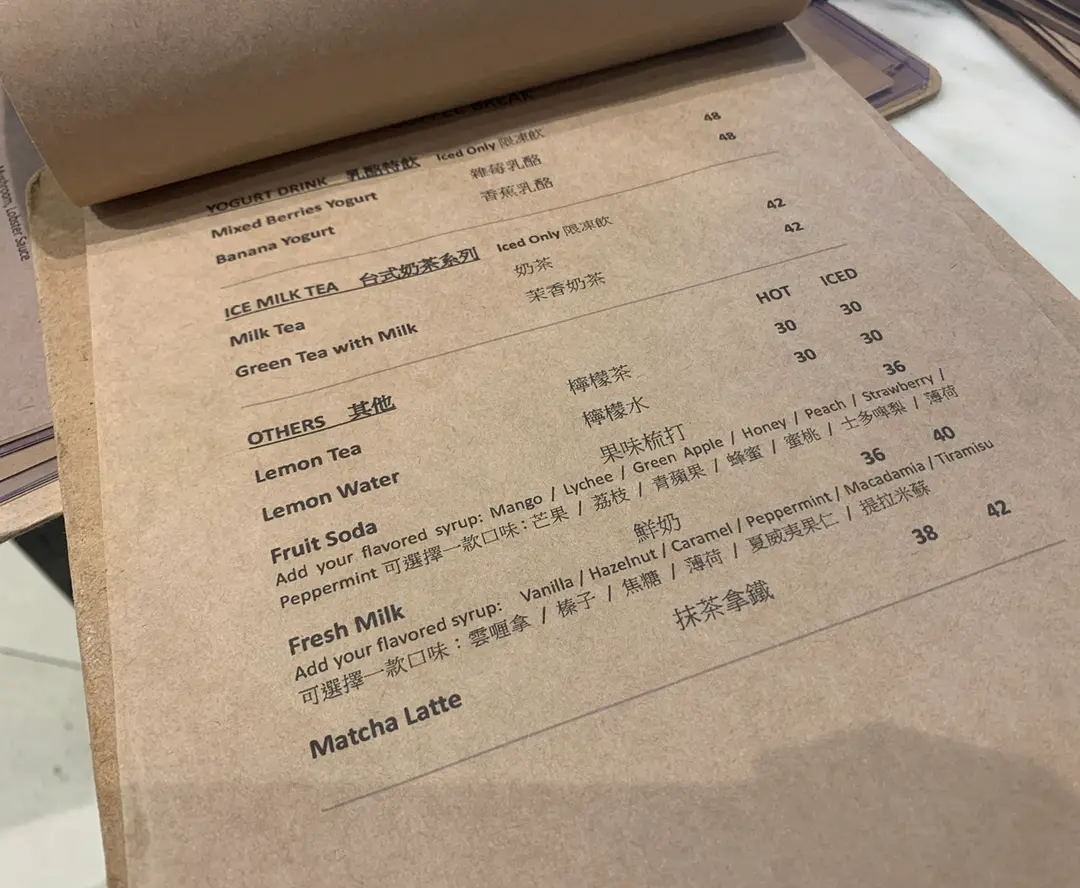 COFFEE BREAK
YOGURT DRINK 乳酪特飲 Iced Only 限凍飲
Mixed Berries Yogurt 雜莓乳酪 48
Banana Yogurt 香蕉乳酪 48
ICE MILK TEA 台式奶茶系列 Iced Only 限凍飲
Milk Tea 奶茶 42
Green Tea with Milk 茉香奶茶 42
OTHERS 其他 HOT ICED
Lemon Tea 檸檬茶 30 30
Lemon Water 檸檬水 30 30
Fruit Soda 果味梳打 36
Add your flavored syrup: Mango / Lychee / Green Apple / Honey / Peach / Strawberry /
Peppermint 可選擇一款口味：芒果 / 荔枝 / 青蘋果 / 蜂蜜 / 蜜桃 / 士多啤梨 / 薄荷
Fresh Milk 鮮奶 36 40
Add your flavored syrup: Vanilla / Hazelnut / Caramel / Peppermint / Macadamia / Tiramisu
可選擇一款口味：雲喱拿 / 榛子 / 焦糖 / 薄荷 / 夏威夷果仁 / 提拉米蘇
Matcha Latte 抹茶拿鐵 38 42
Mushroom, Lobster Sauce